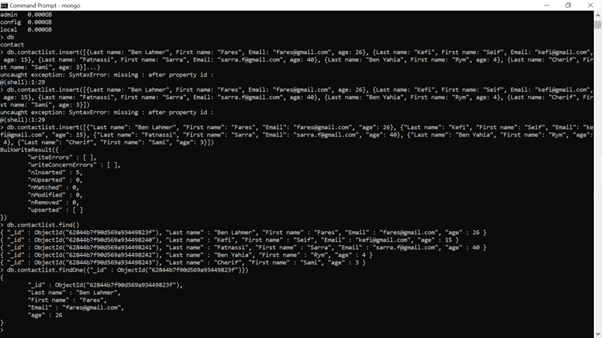 Command Prompt - mongo
admin   0.000GB
config  0.000GB
local   0.000GB
> db
contact
> db.contactlist.insert([{Last name: "Ben Lahmer", First name: "Fares", Email: "fares@gmail.com", age: 26}, {Last name: "Kefi", First name: "Seif", Email: "kefi@gmail.com",
 age: 15}, {Last name: "Fatnassi", First name: "Sarra", Email: "sarra.f@gmail.com", age: 40}, {Last name: "Ben Yahia", First name: "Rym", age: 4}, {Last name: "Cherif", Fir
st name: "Sami", age: 3}]...)
uncaught exception: SyntaxError: missing : after property id :
@(shell):1:29
> db.contactlist.insert([{Last name: "Ben Lahmer", First name: "Fares", Email: "fares@gmail.com", age: 26}, {Last name: "Kefi", First name: "Seif", Email: "kefi@gmail.com",
 age: 15}, {Last name: "Fatnassi", First name: "Sarra", Email: "sarra.f@gmail.com", age: 40}, {Last name: "Ben Yahia", First name: "Rym", age: 4}, {Last name: "Cherif", Fir
st name: "Sami", age: 3}])
uncaught exception: SyntaxError: missing : after property id :
@(shell):1:29
> db.contactlist.insert([{"Last name": "Ben Lahmer", "First name": "Fares", "Email": "fares@gmail.com", "age": 26}, {"Last name": "Kefi", "First name": "Seif", "Email": "ke
fi@gmail.com", "age": 15}, {"Last name": "Fatnassi", "First name": "Sarra", "Email": "sarra.f@gmail.com", "age": 40}, {"Last name": "Ben Yahia", "First name": "Rym", "age":
 4}, {"Last name": "Cherif", "First name": "Sami", "age": 3}])
BulkWriteResult({
        "writeErrors" : [ ],
        "writeConcernErrors" : [ ],
        "nInserted" : 5,
        "nUpserted" : 0,
        "nMatched" : 0,
        "nModified" : 0,
        "nRemoved" : 0,
        "upserted" : [ ]
})
> db.contactlist.find()
{ "_id" : ObjectId("62844b7f90d569a93449823f"), "Last name" : "Ben Lahmer", "First name" : "Fares", "Email" : "fares@gmail.com", "age" : 26 }
{ "_id" : ObjectId("62844b7f90d569a934498240"), "Last name" : "Kefi", "First name" : "Seif", "Email" : "kefi@gmail.com", "age" : 15 }
{ "_id" : ObjectId("62844b7f90d569a934498241"), "Last name" : "Fatnassi", "First name" : "Sarra", "Email" : "sarra.f@gmail.com", "age" : 40 }
{ "_id" : ObjectId("62844b7f90d569a934498242"), "Last name" : "Ben Yahia", "First name" : "Rym", "age" : 4 }
{ "_id" : ObjectId("62844b7f90d569a934498243"), "Last name" : "Cherif", "First name" : "Sami", "age" : 3 }
> db.contactlist.findOne({"_id" : ObjectId("62844b7f90d569a93449823f")})
{
        "_id" : ObjectId("62844b7f90d569a93449823f"),
        "Last name" : "Ben Lahmer",
        "First name" : "Fares",
        "Email" : "fares@gmail.com",
        "age" : 26
}
>